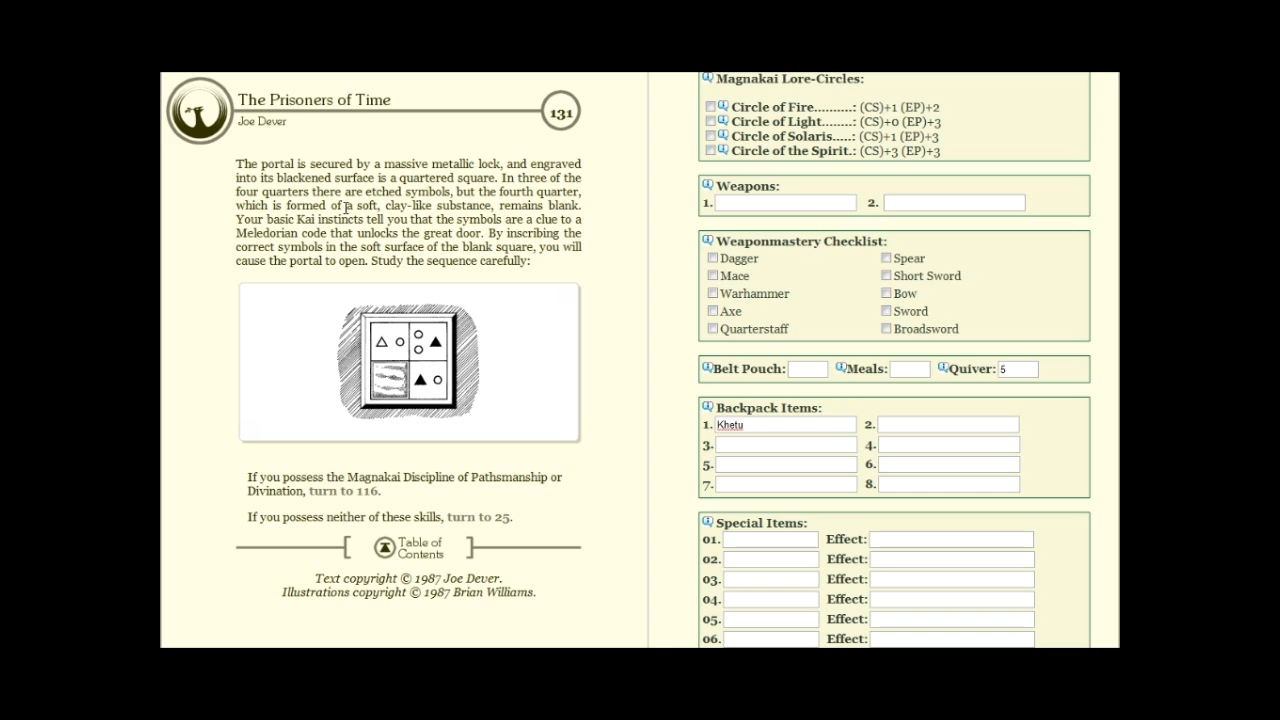 The Prisoners of Time
131
Joe Dever
The portal is secured by a massive metallic lock, and engraved
into its blackened surface is a quartered square. In three of the
four quarters there are etched symbols, but the fourth quarter,
which is formed of a soft, clay-like substance, remains blank.
Your basic Kai instincts tell you that the symbols are a clue to a
Meledorian code that unlocks the great door. By inscribing the
correct symbols in the soft surface of the blank square, you will
cause the portal to open. Study the sequence carefully:
If you possess the Magnakai Discipline of Pathsmanship or
Divination, turn to 116.
If you possess neither of these skills, turn to 25.
Table of
Contents
Text copyright © 1987 Joe Dever.
Illustrations copyright © 1987 Brian Williams.
Magnakai Lore-Circles:
Circle of Fire..........: (CS)+1 (EP)+2
Circle of Light........: (CS)+0 (EP)+3
Circle of Solaris.....: (CS)+1 (EP)+3
Circle of the Spirit.: (CS)+3 (EP)+3
Weapons:
1. 2.
Weaponmastery Checklist:
Dagger Spear
Mace Short Sword
Warhammer Bow
Axe Sword
Quarterstaff Broadsword
Belt Pouch: Meals: Quiver: 5
Backpack Items:
1. Khetu 2.
3. 4.
5. 6.
7. 8.
Special Items:
01. Effect:
02. Effect:
03. Effect:
04. Effect:
05. Effect:
06. Effect: